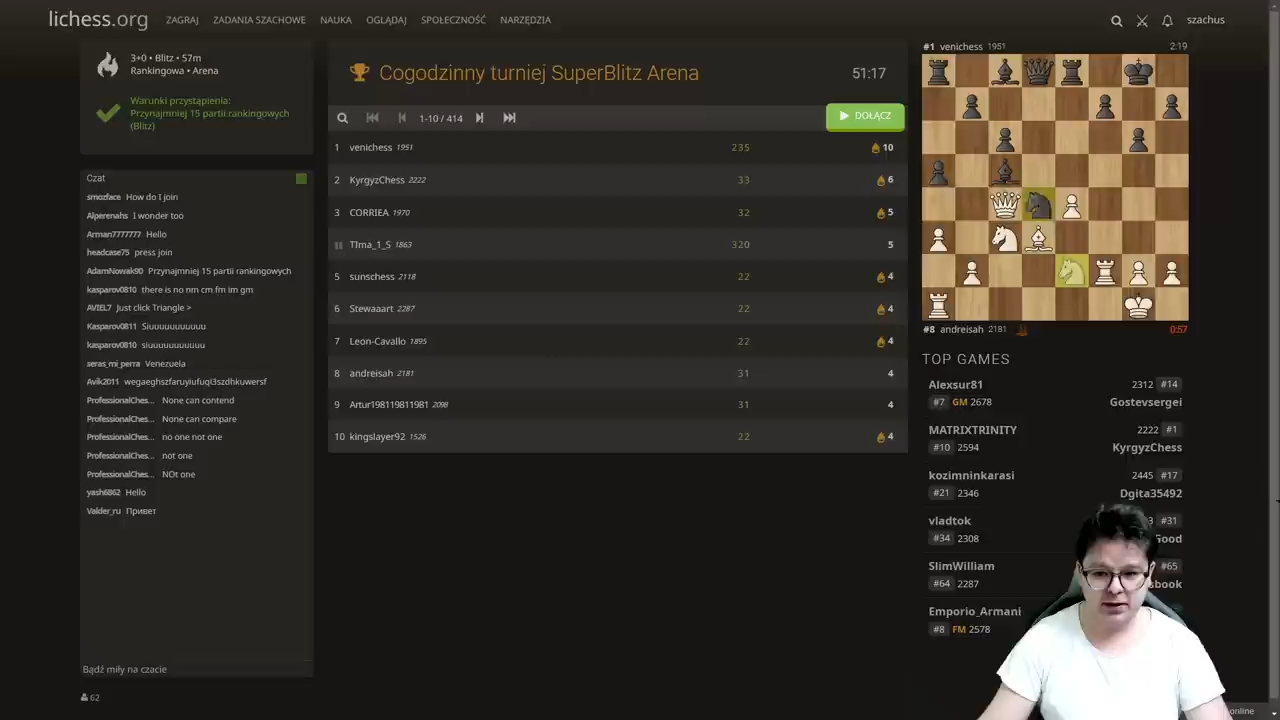 lichess.org ZAGRAJ ZADANIA SZACHOWE NAUKA OGLĄDAJ SPOŁECZNOŚĆ NARZĘDZIA szachus
3+0 • Blitz • 57m
Rankingowa • Arena
Warunki przystąpienia:
Przynajmniej 15 partii rankingowych
(Blitz)
Czat
smozface How do I join
Alperenahs I wonder too
Arman7777777 Hello
headcase75 press join
AdamNowak90 Przynajmniej 15 partii rankingowych
kasparov0810 there is no nm cm fm im gm
AVIEL7 Just click Triangle >
Kasparov0811 Siuuuuuuuuuu
kasparov0810 siuuuuuuuuuu
seras_mi_perra Venezuela
Avik2011 wegaeghszfaruyiufuqi3szdhkuwersf
ProfessionalChes... None can contend
ProfessionalChes... None can compare
ProfessionalChes... no one not one
ProfessionalChes... not one
ProfessionalChes... NOt one
yash6862 Hello
Valder_ru Привет
Bądź miły na czacie
62
Cogodzinny turniej SuperBlitz Arena 51:17
1-10 / 414 DOŁĄCZ
1 venichess 1951 235 10
2 KyrgyzChess 2222 33 6
3 CORRIEA 1970 32 5
TIma_1_S 1863 320 5
5 sunschess 2118 22 4
6 Stewaaart 2287 22 4
7 Leon-Cavallo 1895 22 4
8 andreisah 2181 31 4
9 Artur198119811981 2098 31 4
10 kingslayer92 1526 22 4
#1 venichess 1951 2:19
#8 andreisah 2181 0:57
TOP GAMES
Alexsur81 2312 #14
#7 GM 2678 Gostevsergei
MATRIXTRINITY 2222 #1
#10 2594 KyrgyzChess
kozimninkarasi 2445 #17
#21 2346 Dgita35492
vladtok 3 #31
#34 2308 Good
SlimWilliam #65
#64 2287 sbook
Emporio_Armani
#8 FM 2578
online